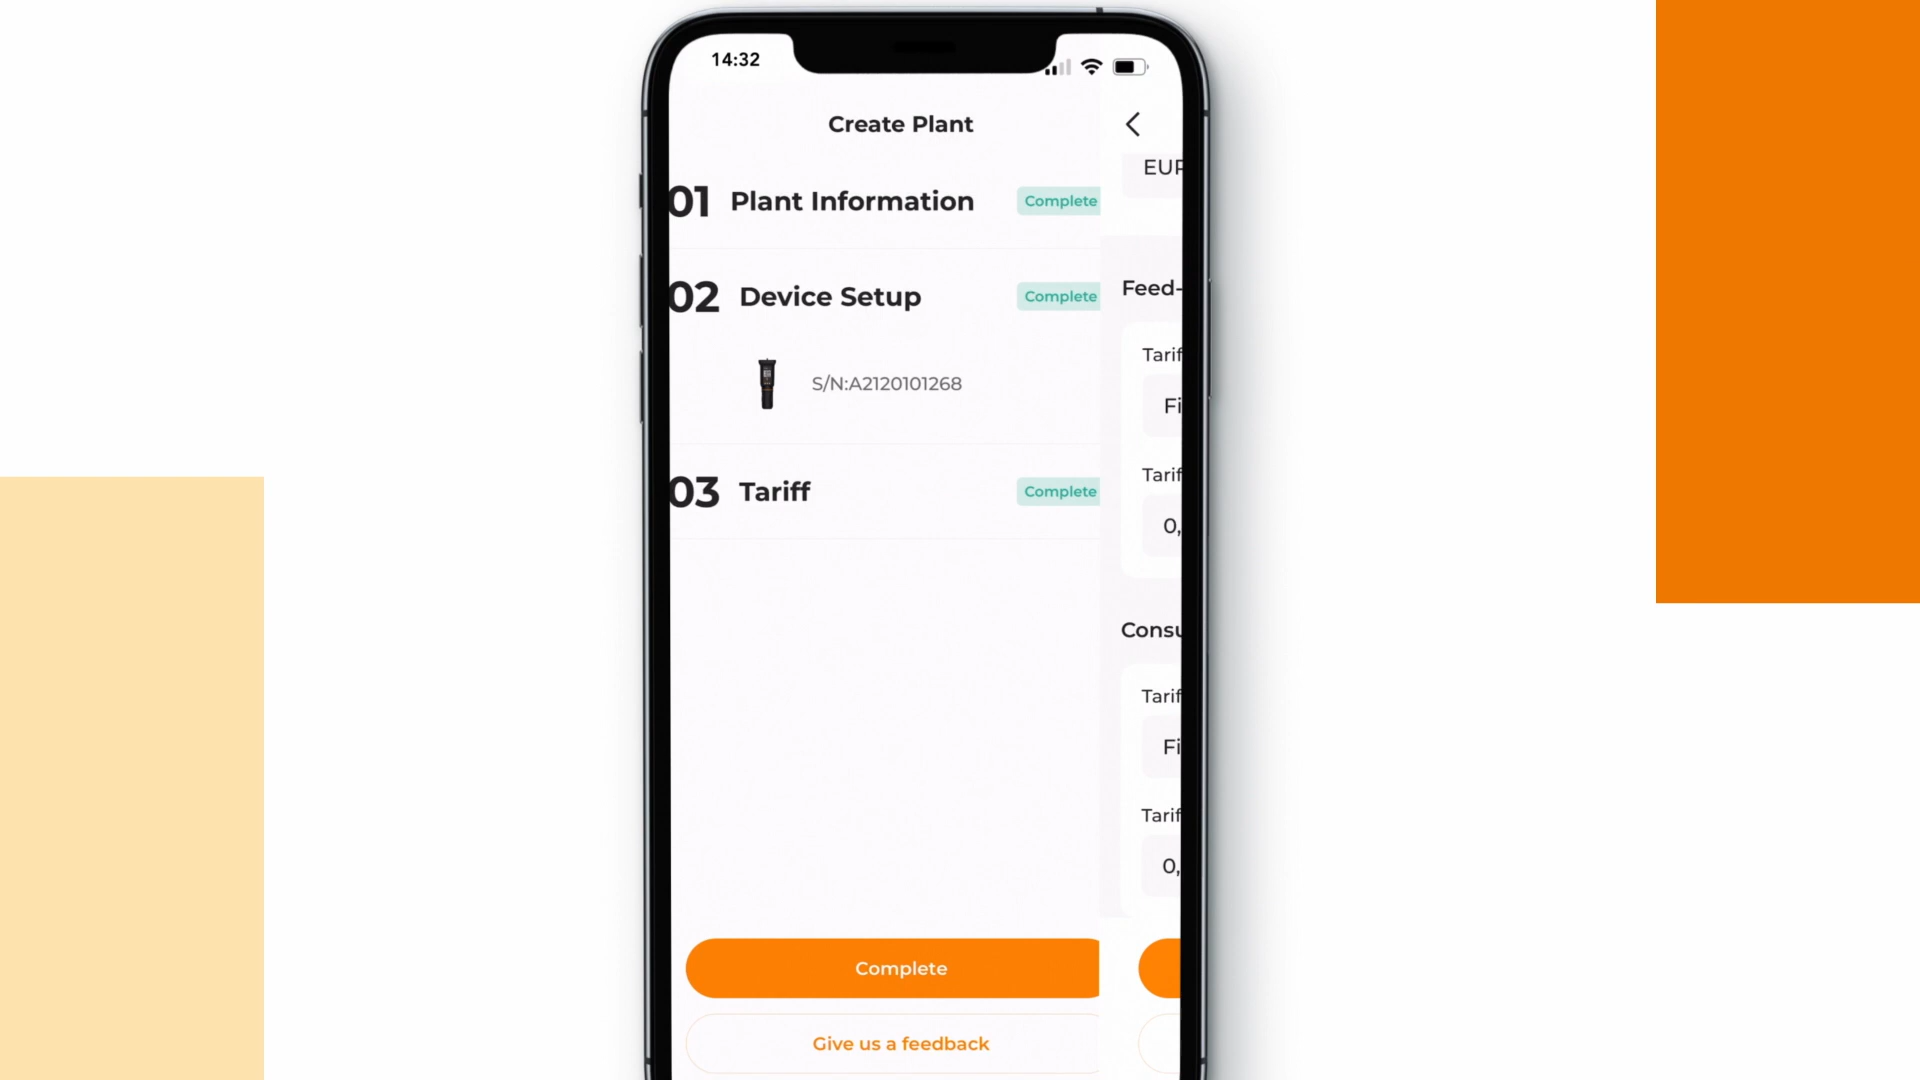 14:32
Create Plant
01 Plant Information Complete
02 Device Setup Complete
S/N:A2120101268
03 Tariff Complete
Complete
Give us a feedback
Feed-
Tarif
Fi
Tarif
0,
Consu
Tarif
Fi
Tarif
0,